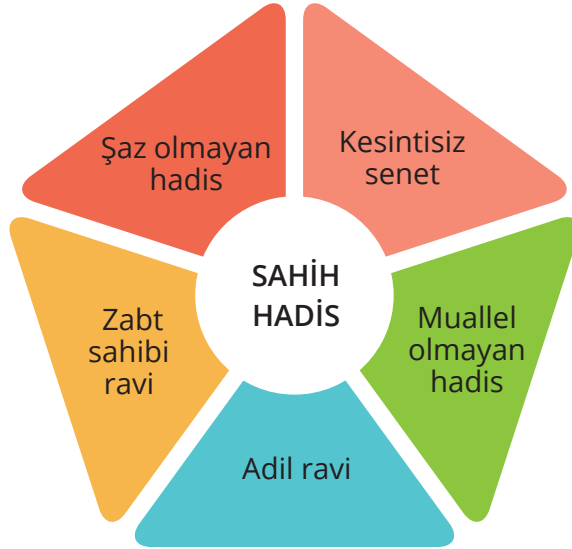 Şaz olmayan
hadis
Kesintisiz
senet
SAHİH
HADİS
Zabt
sahibi
ravi
Muallel
olmayan
hadis
Adil ravi